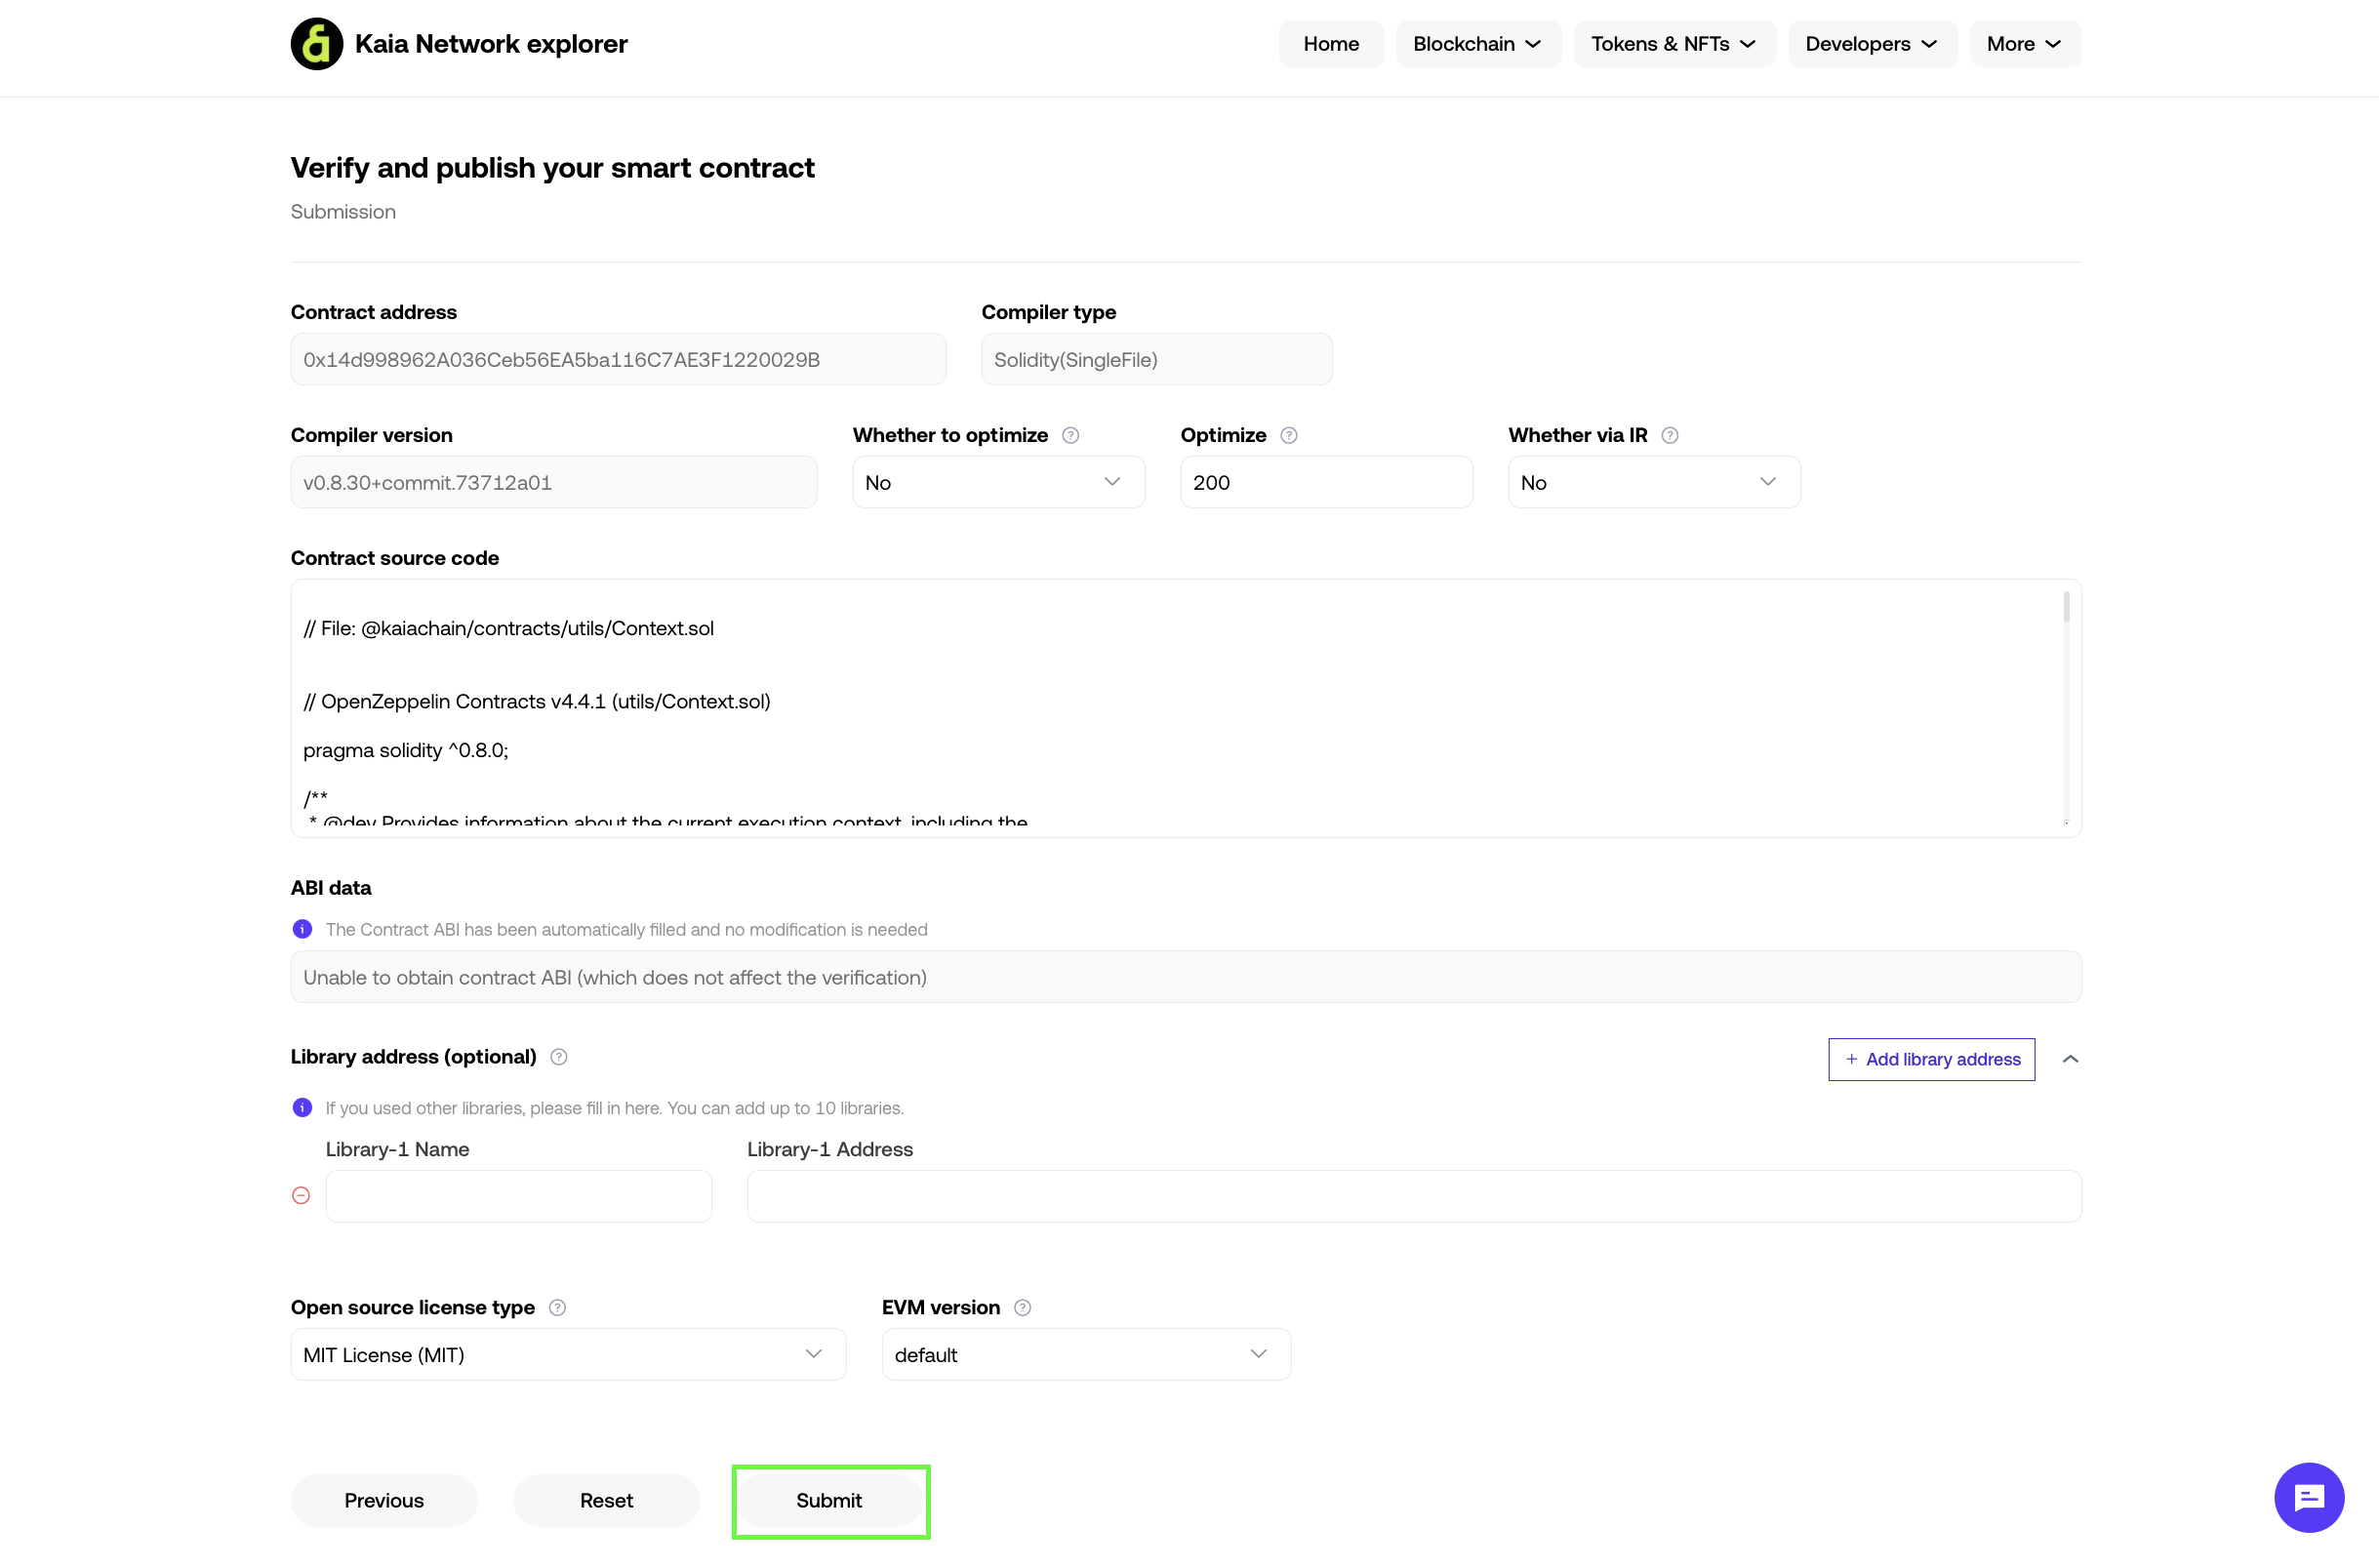 Kaia Network explorer
Home
Blockchain
Tokens & NFTs
Developers
More
Verify and publish your smart contract
Submission
Contract address
Compiler type
0x14d998962A036Ceb56EA5ba116C7AE3F1220029B
Solidity(SingleFile)
Compiler version
Whether to optimize
Optimize
Whether via IR
v0.8.30+commit.73712a01
No
200
No
Contract source code
// File: @kaiachain/contracts/utils/Context.sol
// OpenZeppelin Contracts v4.4.1 (utils/Context.sol)
pragma solidity ^0.8.0;
/**
* @dev Provides information about the current execution context, including the
ABI data
The Contract ABI has been automatically filled and no modification is needed
Unable to obtain contract ABI (which does not affect the verification)
Library address (optional)
+ Add library address
If you used other libraries, please fill in here. You can add up to 10 libraries.
Library-1 Name
Library-1 Address
Open source license type
EVM version
MIT License (MIT)
default
Previous
Reset
Submit